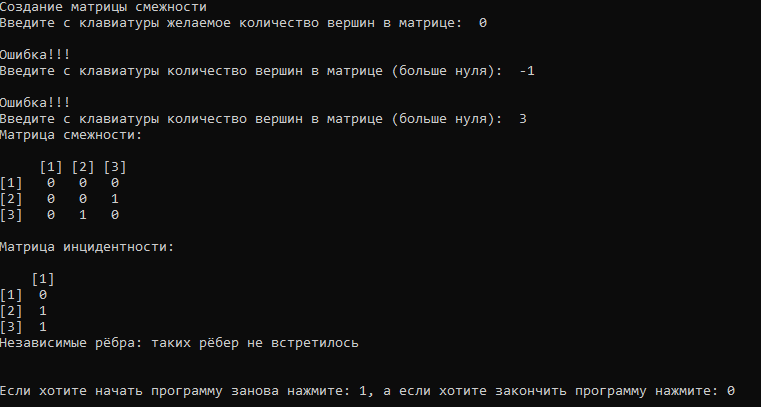 Создание матрицы смежности
Введите с клавиатуры желаемое количество вершин в матрице:  0
Ошибка!!!
Введите с клавиатуры количество вершин в матрице (больше нуля):  -1
Ошибка!!!
Введите с клавиатуры количество вершин в матрице (больше нуля):  3
Матрица смежности:
     [1] [2] [3]
[1]   0   0   0
[2]   0   0   1
[3]   0   1   0
Матрица инцидентности:
    [1]
[1]  0
[2]  1
[3]  1
Независимые рёбра: таких рёбер не встретилось
Если хотите начать программу занова нажмите: 1, а если хотите закончить программу нажмите: 0